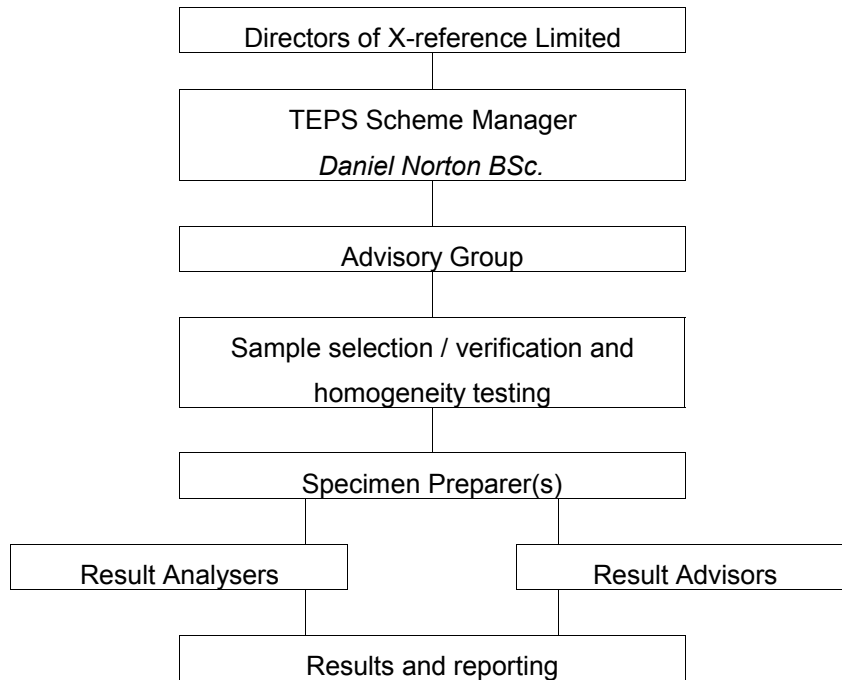 Directors of X-reference Limited
TEPS Scheme Manager
Daniel Norton BSc.
Advisory Group
Sample selection / verification and
homogeneity testing
Specimen Preparer(s)
Result Analysers
Result Advisors
Results and reporting